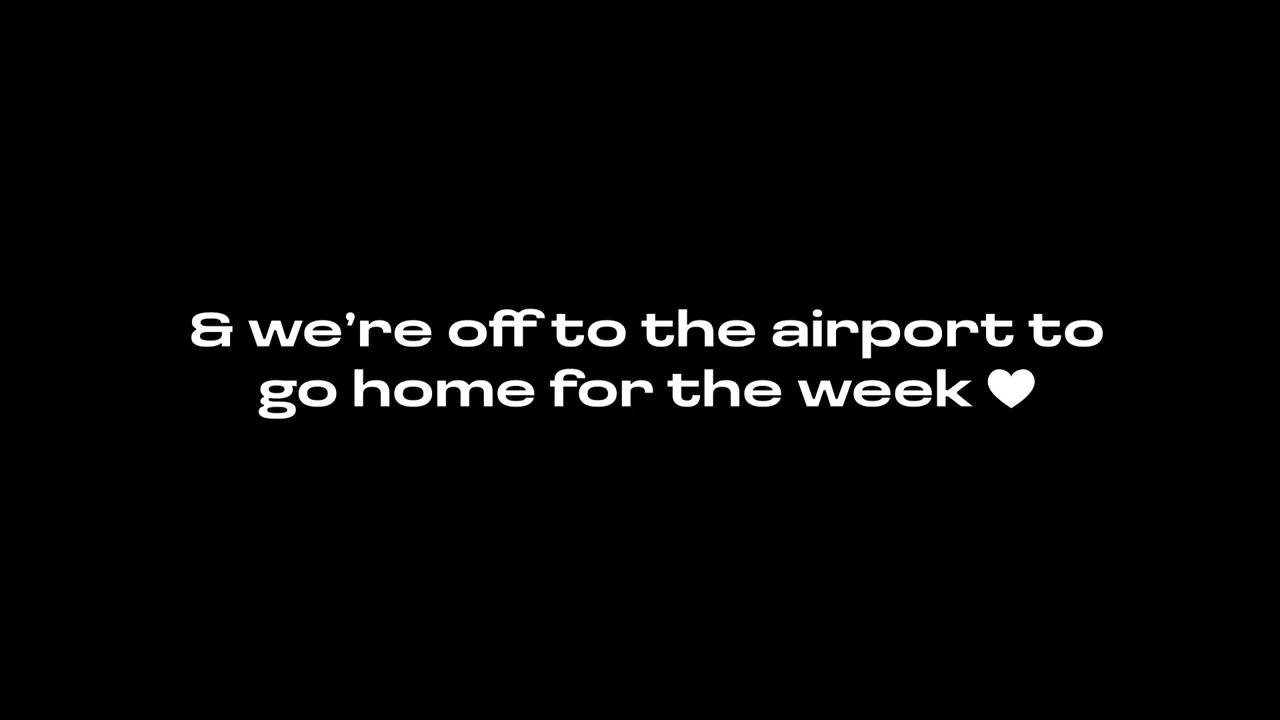 & we’re off to the airport to
go home for the week ♥